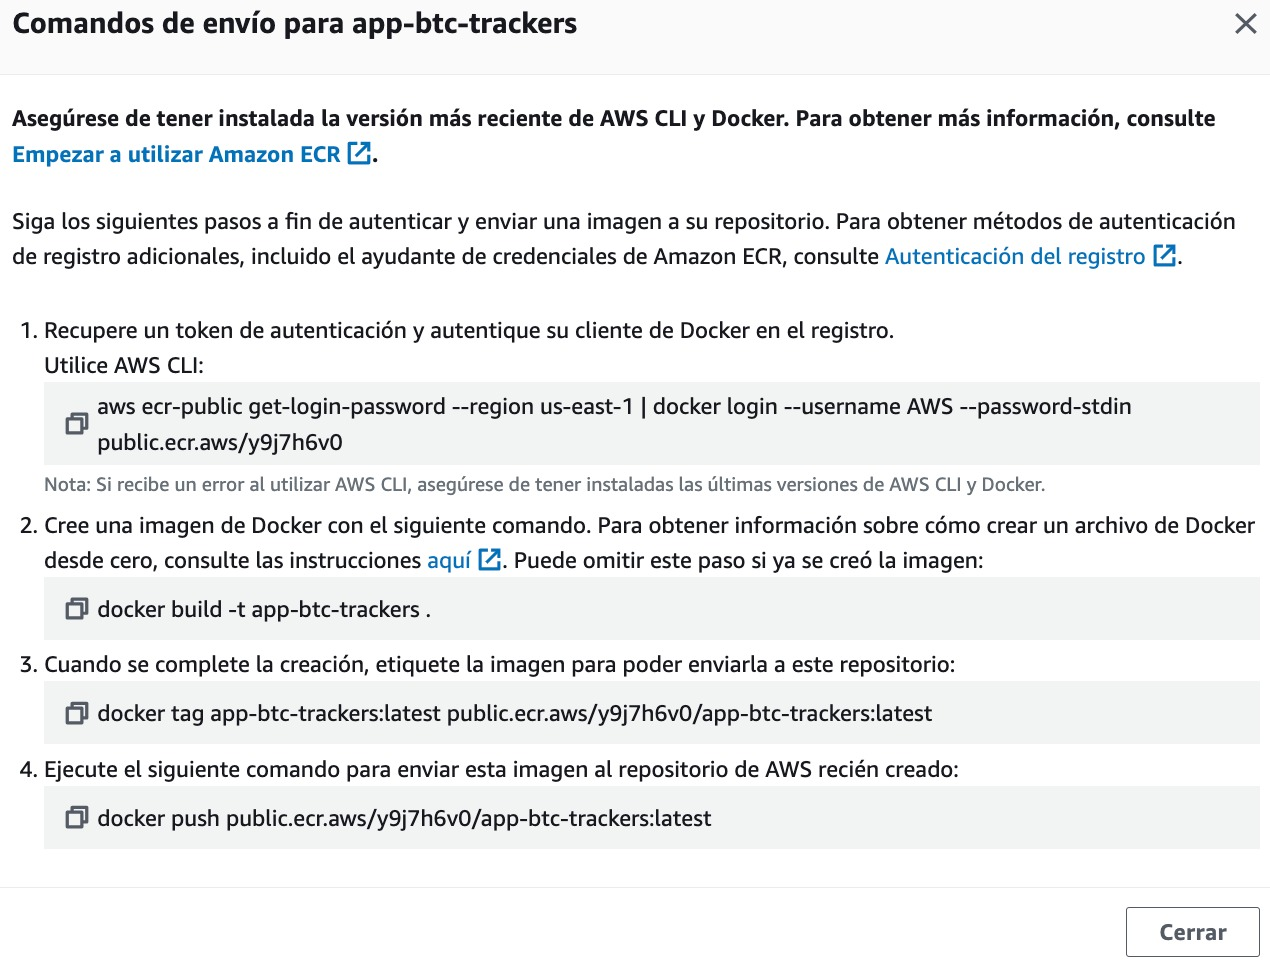 Comandos de envío para app-btc-trackers
Asegúrese de tener instalada la versión más reciente de AWS CLI y Docker. Para obtener más información, consulte
Empezar a utilizar Amazon ECR.
Siga los siguientes pasos a fin de autenticar y enviar una imagen a su repositorio. Para obtener métodos de autenticación
de registro adicionales, incluido el ayudante de credenciales de Amazon ECR, consulte Autenticación del registro.
1. Recupere un token de autenticación y autentique su cliente de Docker en el registro.
Utilice AWS CLI:
aws ecr-public get-login-password --region us-east-1 | docker login --username AWS --password-stdin
public.ecr.aws/y9j7h6v0
Nota: Si recibe un error al utilizar AWS CLI, asegúrese de tener instaladas las últimas versiones de AWS CLI y Docker.
2. Cree una imagen de Docker con el siguiente comando. Para obtener información sobre cómo crear un archivo de Docker
desde cero, consulte las instrucciones aquí. Puede omitir este paso si ya se creó la imagen:
docker build -t app-btc-trackers .
3. Cuando se complete la creación, etiquete la imagen para poder enviarla a este repositorio:
docker tag app-btc-trackers:latest public.ecr.aws/y9j7h6v0/app-btc-trackers:latest
4. Ejecute el siguiente comando para enviar esta imagen al repositorio de AWS recién creado:
docker push public.ecr.aws/y9j7h6v0/app-btc-trackers:latest
Cerrar